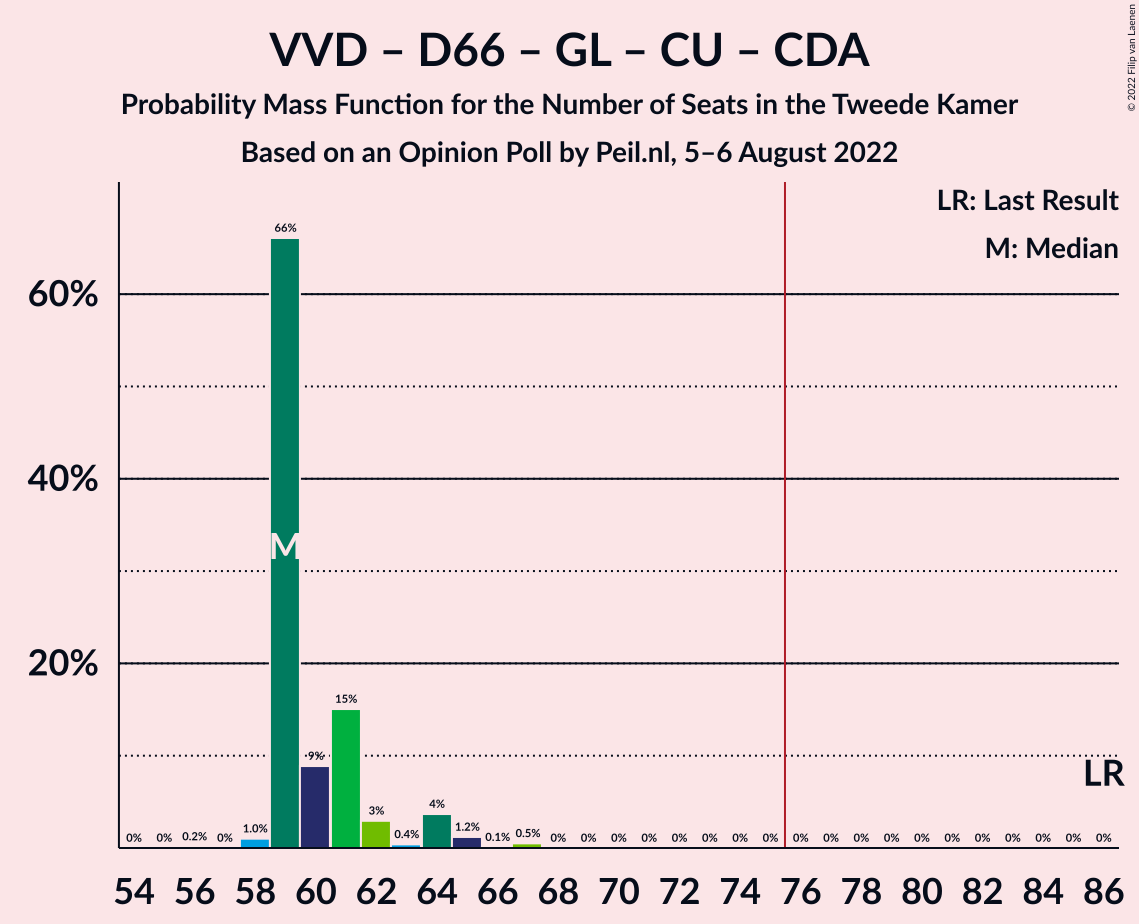 VVD – D66 – GL – CU – CDA
Probability Mass Function for the Number of Seats in the Tweede Kamer
Based on an Opinion Poll by Peil.nl, 5–6 August 2022
© 2022 Filip van Laenen
LR: Last Result
M: Median
60%
40%
20%
66%
M
15%
9%
LR
0% 0% 0.2% 0% 1.0% 3% 0.4% 4% 1.2% 0.1% 0.5% 0% 0% 0% 0% 0% 0% 0% 0% 0% 0% 0% 0% 0% 0% 0% 0% 0% 0% 0%
54 56 58 60 62 64 66 68 70 72 74 76 78 80 82 84 86